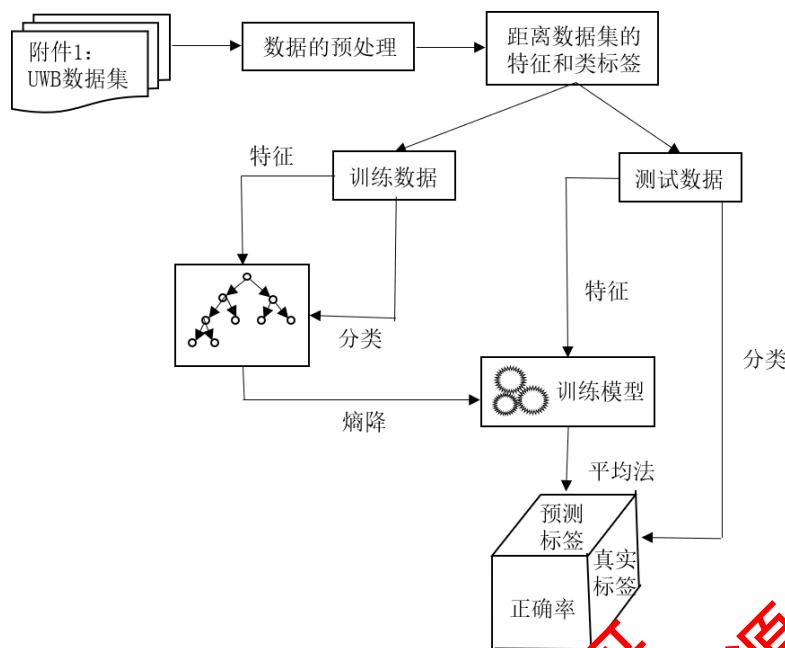 附件1:
UWB数据集
数据的预处理
距离数据集的
特征和类标签
特征
训练数据
测试数据
特征
分类
分类
训练模型
熵降
平均法
预测
标签
真实
标签
正确率
源